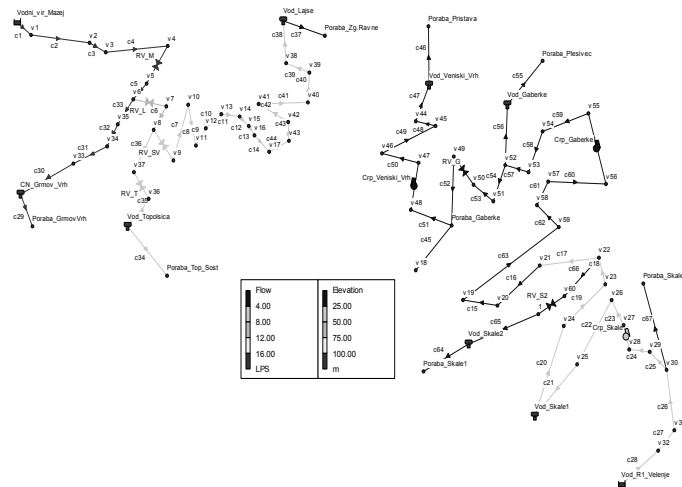 Vodni_vir_Mazej
v1
c1
c2
v2
v3
c3
c4
v4
RV_M
v5
c5
v6
c33
RV_L
c6
v7
v35
c32
v34
c31
v33
c30
CN_Grmov_Vrh
c29
Poraba_GrmovVrh
v8
c36
RV_SV
c7
v9
c8
v10
c9
v11
v37
RV_T
v36
c35
Vod_Topolsica
c34
Poraba_Top_Sost
c10
v12
v13
c11
v14
c12
v15
v16
c13
c14
v17
c44
v43
c43
v42
c42
v41
c41
v40
c40
v39
c39
v38
c38
Vod_Lajse
c37
Poraba_Zg.Ravne
Poraba_Pristava
c46
Vod_Veniski_Vrh
c47
v44
v45
c48
c49
v46
c50
v47
Crp_Veniski_Vrh
v48
c51
Poraba_Gaberke
c45
v18
v49
RV_G
c52
v50
c53
v51
c54
v52
c57
v53
c58
v54
c59
v55
Crp_Gaberke
v56
c60
v57
c61
v58
c62
v59
c63
c56
Vod_Gaberke
c55
Poraba_Plesivec
v19
c15
v20
c16
v21
c17
v22
c18
c66
v60
c19
v23
RV_S2
1
c65
Vod_Skale2
c64
Poraba_Skale1
v24
c20
c21
Vod_Skale1
v25
c22
v26
c23
v27
Crp_Skale
v28
c24
v29
c25
v30
c67
Poraba_Skale
c26
v3
c27
v32
c28
Vod_R1_Velenje
Flow
4.00
8.00
12.00
16.00
LPS
Elevation
25.00
50.00
75.00
100.00
m